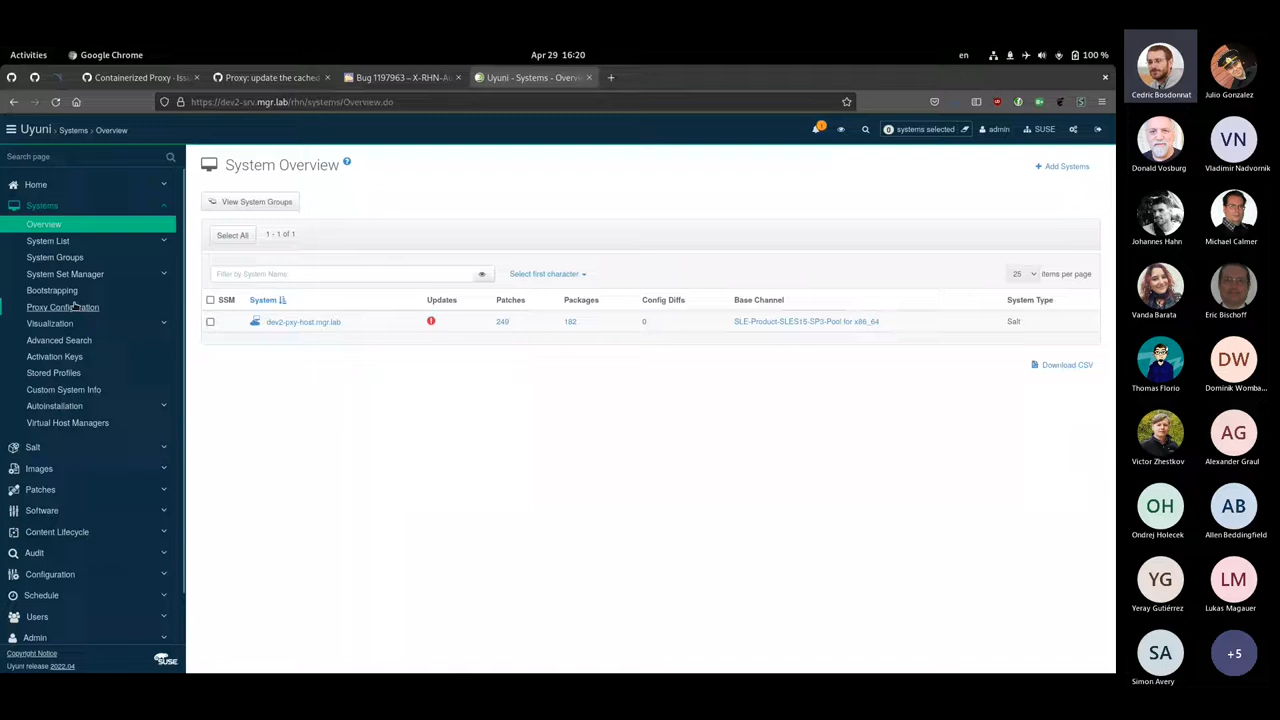 Activities Google Chrome Apr 29 16:20 en 100 %
Containerized Proxy - Iss Proxy: update the cached Bug 1197963 – X-RHN-A Uyuni - Systems - Overvi
https://dev2-srv.mgr.lab/rhn/systems/Overview.do
Uyuni › Systems › Overview 1 0 systems selected admin SUSE
Search page
Home
Systems
Overview
System List
System Groups
System Set Manager
Bootstrapping
Proxy Configuration
Visualization
Advanced Search
Activation Keys
Stored Profiles
Custom System Info
Autoinstallation
Virtual Host Managers
Salt
Images
Patches
Software
Content Lifecycle
Audit
Configuration
Schedule
Users
Admin
Copyright Notice
Uyuni release 2022.04
SUSE
System Overview ?
+ Add Systems
View System Groups
Select All 1 - 1 of 1
Filter by System Name: Select first character 25 items per page
SSM System Updates Patches Packages Config Diffs Base Channel System Type
dev2-pxy-host.mgr.lab 249 182 0 SLE-Product-SLES15-SP3-Pool for x86_64 Salt
Download CSV
Cedric Bosdonnat Julio Gonzalez
VN
Donald Vosburg Vladimir Nadvornik
Johannes Hahn Michael Calmer
Vanda Barata Eric Bischoff
DW
Thomas Florio Dominik Womba...
AG
Victor Zhestkov Alexander Graul
OH AB
Ondrej Holecek Allen Beddingfield
YG LM
Yeray Gutiérrez Lukas Magauer
SA +5
Simon Avery